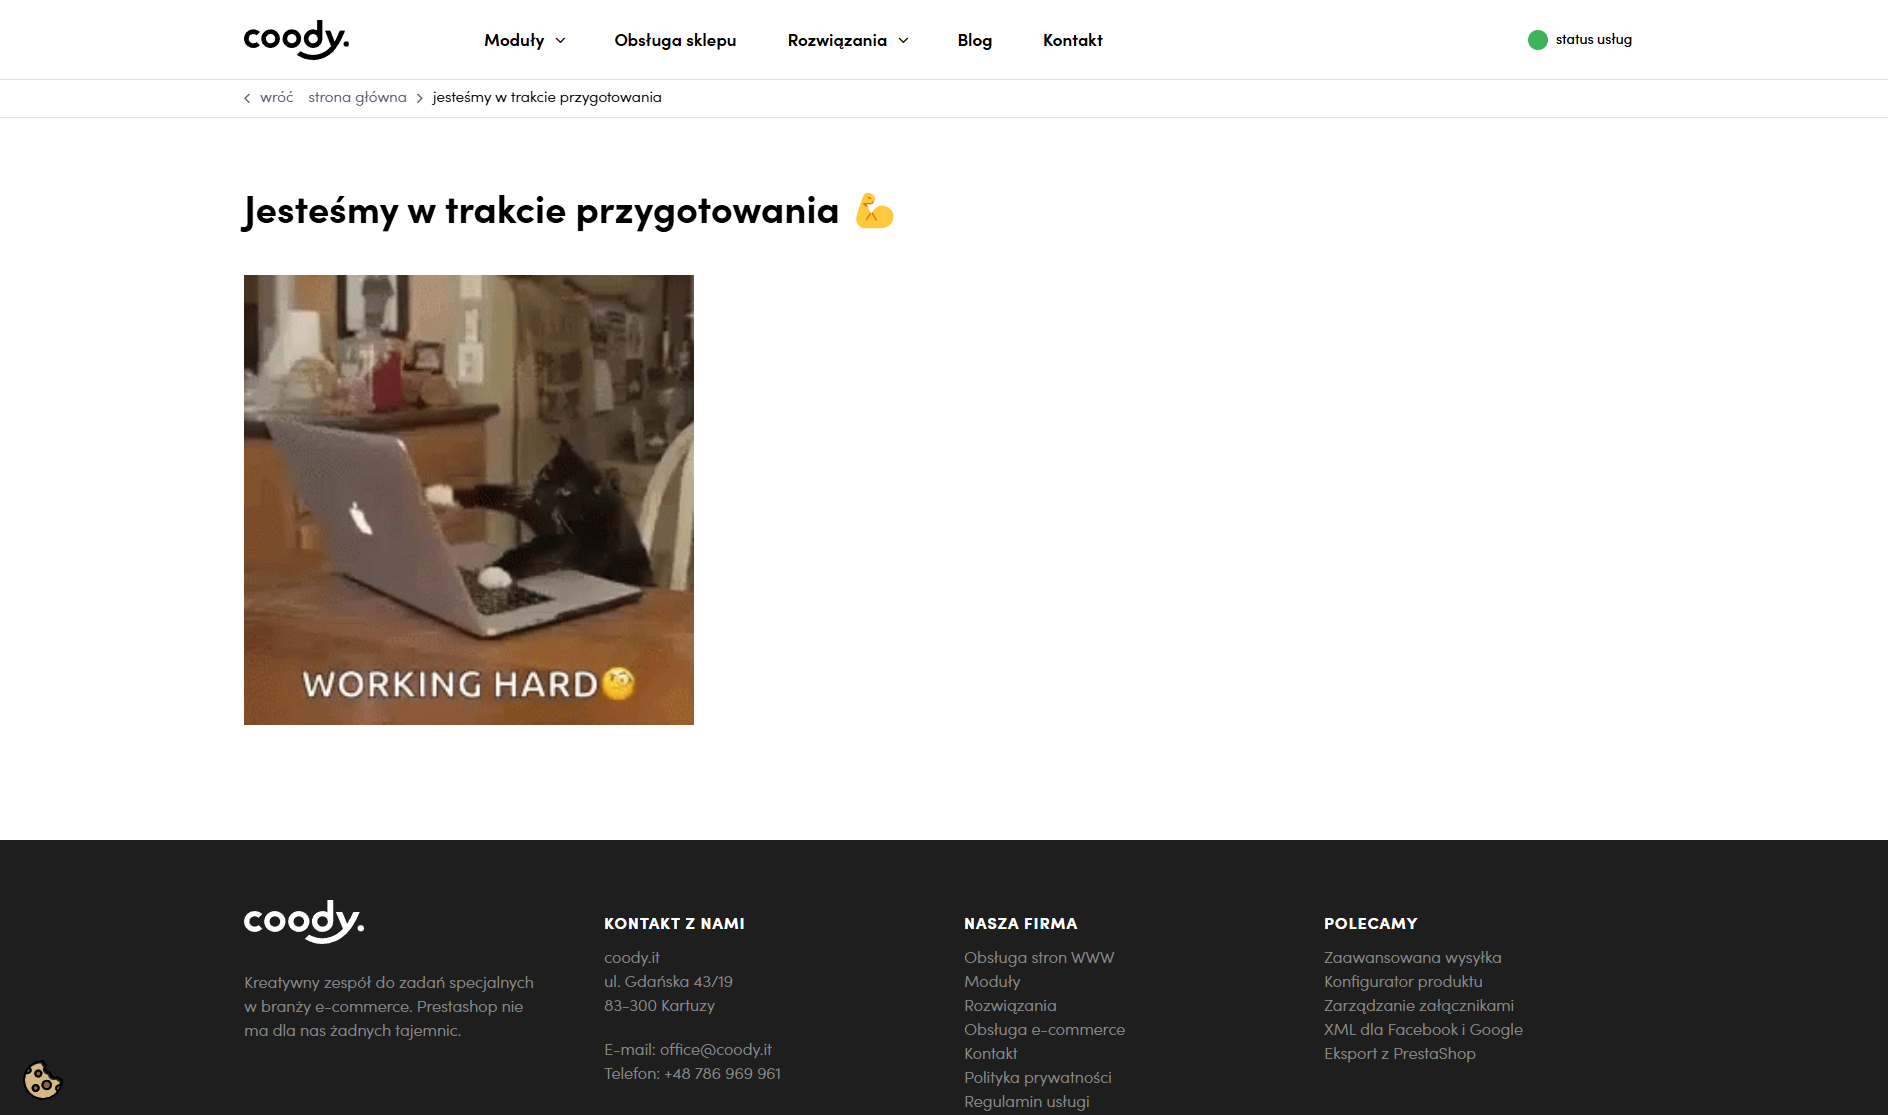 coody.
Moduły
Obsługa sklepu
Rozwiązania
Blog
Kontakt
status usług
wróć
strona główna
jesteśmy w trakcie przygotowania
Jesteśmy w trakcie przygotowania
WORKING HARD
coody.
Kreatywny zespół do zadań specjalnych
w branży e-commerce. Prestashop nie
ma dla nas żadnych tajemnic.
KONTAKT Z NAMI
coody.it
ul. Gdańska 43/19
83-300 Kartuzy
E-mail: office@coody.it
Telefon: +48 786 969 961
NASZA FIRMA
Obsługa stron WWW
Moduły
Rozwiązania
Obsługa e-commerce
Kontakt
Polityka prywatności
Regulamin usługi
POLECAMY
Zaawansowana wysyłka
Konfigurator produktu
Zarządzanie załącznikami
XML dla Facebook i Google
Eksport z PrestaShop